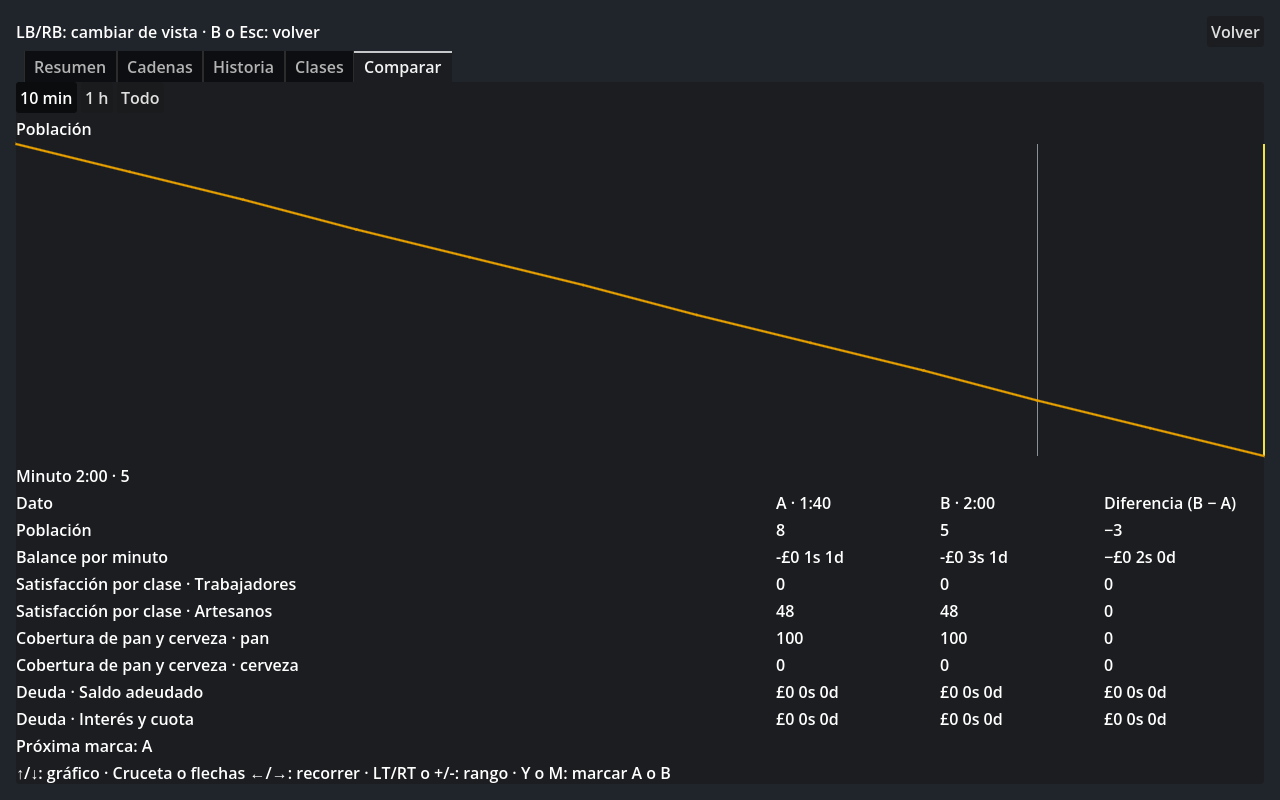 LB/RB: cambiar de vista · B o Esc: volver Volver
Resumen Cadenas Historia Clases Comparar
10 min 1 h Todo
Población
Minuto 2:00 · 5
Dato A · 1:40 B · 2:00 Diferencia (B − A)
Población 8 5 −3
Balance por minuto -£0 1s 1d -£0 3s 1d −£0 2s 0d
Satisfacción por clase · Trabajadores 0 0 0
Satisfacción por clase · Artesanos 48 48 0
Cobertura de pan y cerveza · pan 100 100 0
Cobertura de pan y cerveza · cerveza 0 0 0
Deuda · Saldo adeudado £0 0s 0d £0 0s 0d £0 0s 0d
Deuda · Interés y cuota £0 0s 0d £0 0s 0d £0 0s 0d
Próxima marca: A
↑/↓: gráfico · Cruceta o flechas ←/→: recorrer · LT/RT o +/-: rango · Y o M: marcar A o B